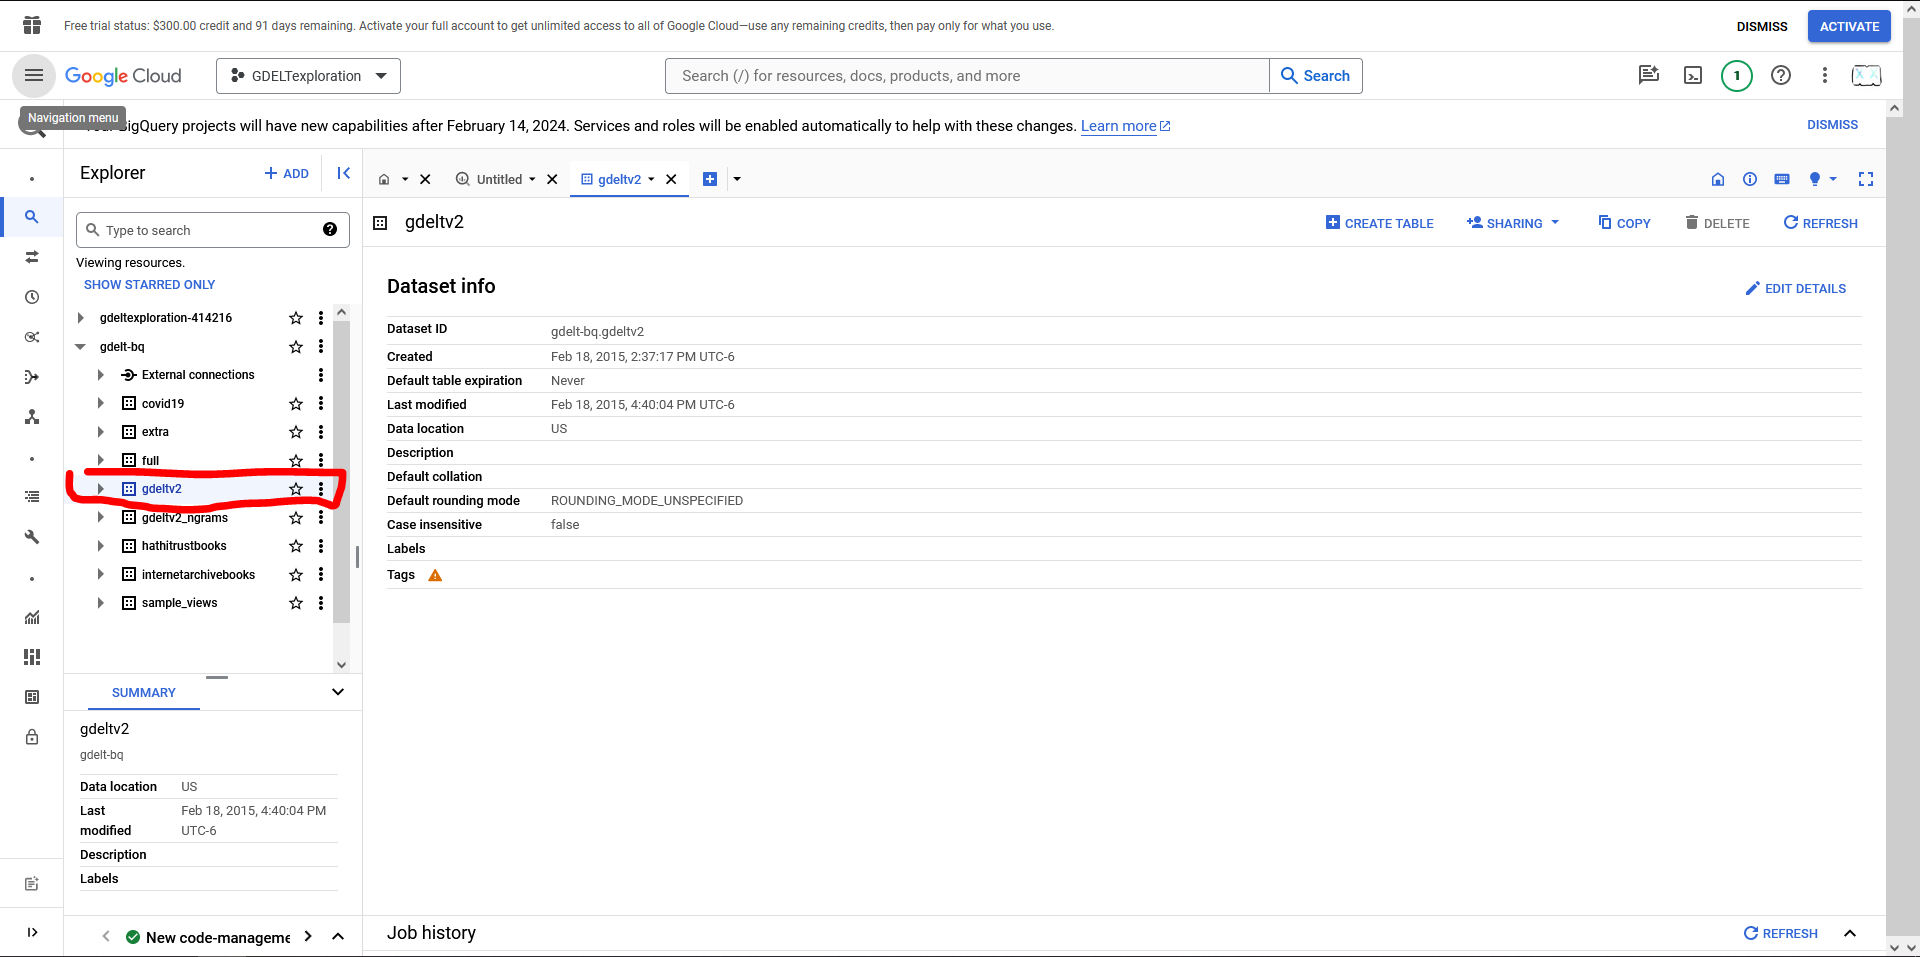 Free trial status: $300.00 credit and 91 days remaining. Activate your full account to get unlimited access to all of Google Cloud—use any remaining credits, then pay only for what you use.
DISMISS
ACTIVATE
Google Cloud
GDELTexploration
Search (/) for resources, docs, products, and more
Search
1
Navigation menu
BigQuery projects will have new capabilities after February 14, 2024. Services and roles will be enabled automatically to help with these changes. Learn more
DISMISS
Explorer
+ ADD
Untitled
gdeltv2
Type to search
Viewing resources.
SHOW STARRED ONLY
gdeltexploration-414216
gdelt-bq
External connections
covid19
extra
full
gdeltv2
gdeltv2_ngrams
hathitrustbooks
internetarchivebooks
sample_views
SUMMARY
gdeltv2
gdelt-bq
Data location US
Last modified Feb 18, 2015, 4:40:04 PM UTC-6
Description
Labels
New code-manageme
gdeltv2
CREATE TABLE
SHARING
COPY
DELETE
REFRESH
Dataset info
EDIT DETAILS
Dataset ID gdelt-bq.gdeltv2
Created Feb 18, 2015, 2:37:17 PM UTC-6
Default table expiration Never
Last modified Feb 18, 2015, 4:40:04 PM UTC-6
Data location US
Description
Default collation
Default rounding mode ROUNDING_MODE_UNSPECIFIED
Case insensitive false
Labels
Tags
Job history
REFRESH